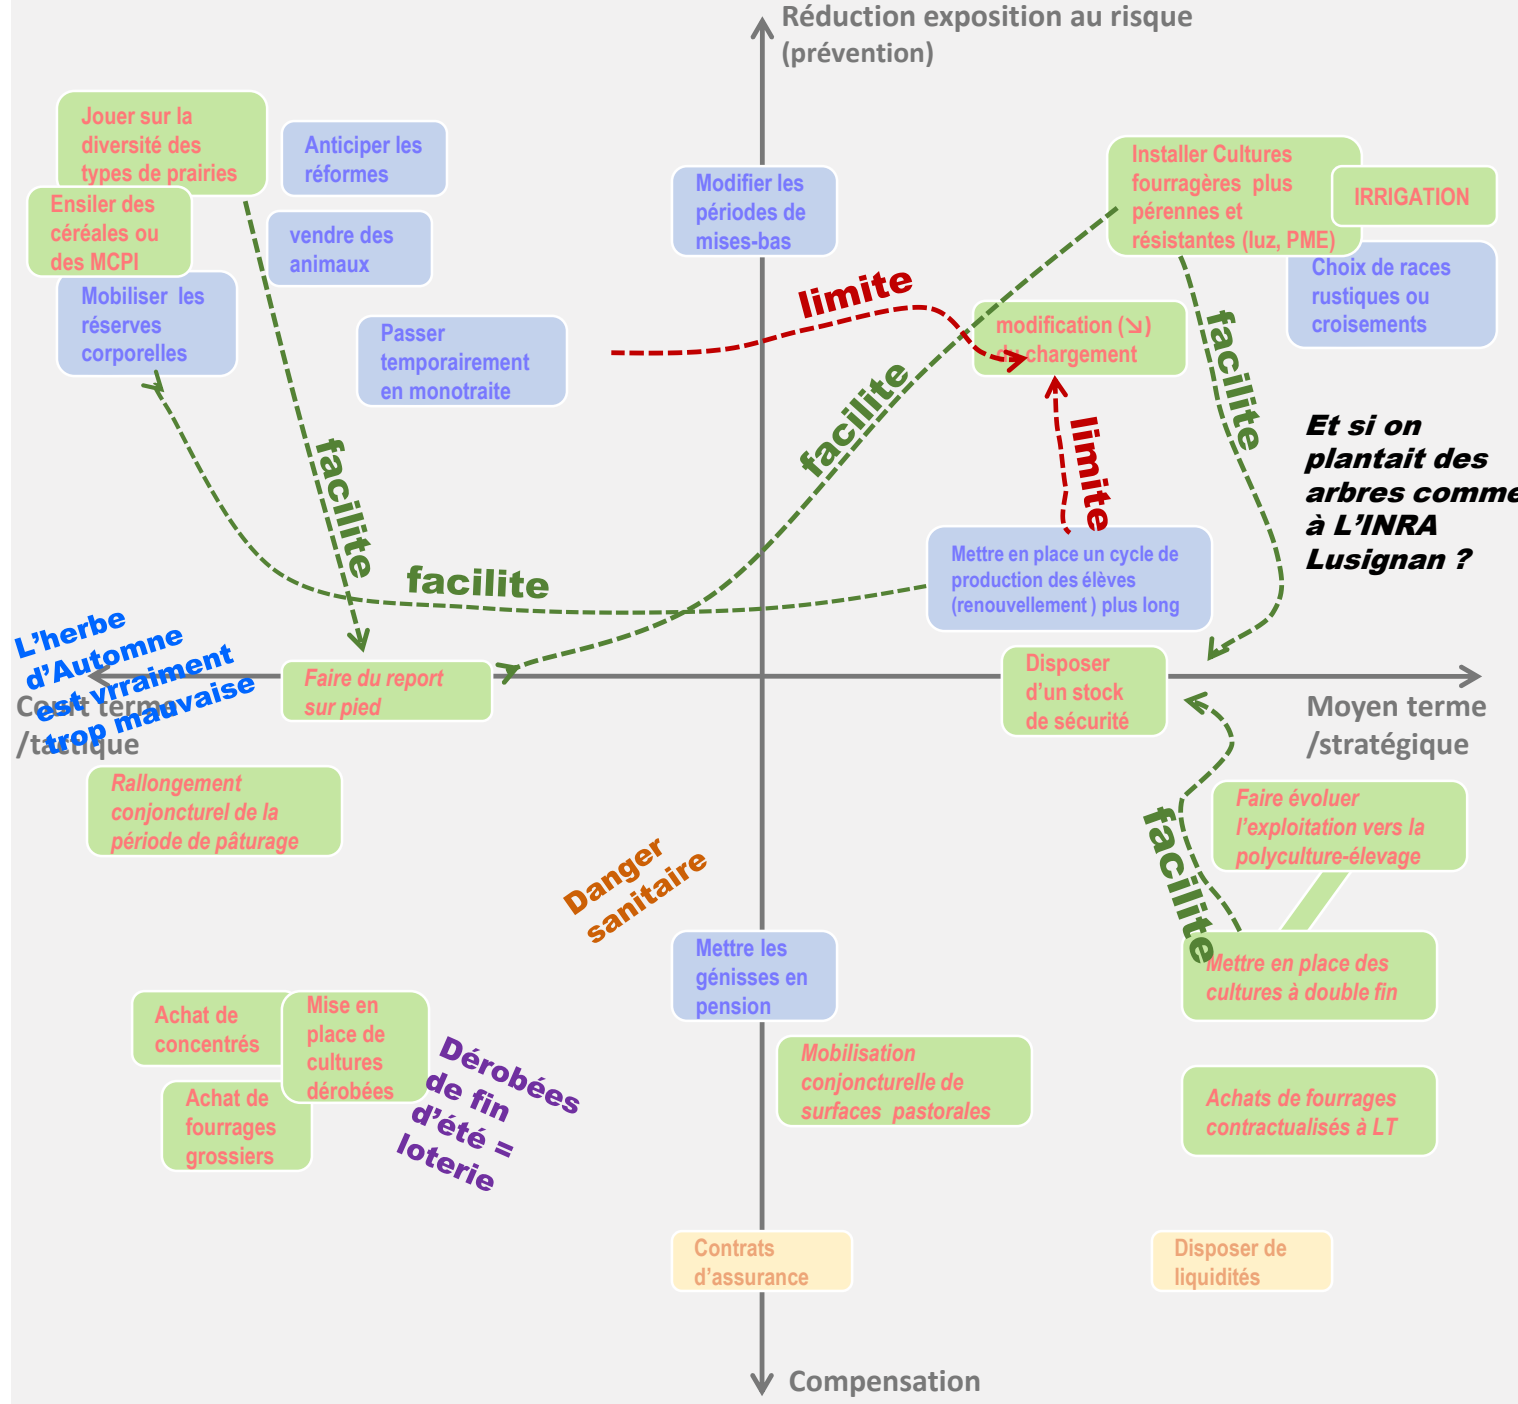 Réduction exposition au risque
(prévention)
Jouer sur la
diversité des
types de prairies
Anticiper les
réformes
Ensiler des
céréales ou
des MCPI
vendre des
animaux
Mobiliser les
réserves
corporelles
Passer
temporairement
en monotraite
Modifier les
périodes de
mises-bas
Installer Cultures
fourragères plus
pérennes et
résistantes (luz, PME)
IRRIGATION
Choix de races
rustiques ou
croisements
limite
modification (↘)
du chargement
facilite
facilite
facilite
limite
facilite
Et si on
plantait des
arbres comme
à L'INRA
Lusignan ?
Mettre en place un cycle de
production des élèves
(renouvellement ) plus long
L'herbe
d'Automne
est vrraiment
trop mauvaise
Court terme
/tactique
Faire du report
sur pied
Disposer
d'un stock
de sécurité
Moyen terme
/stratégique
Rallongement
conjoncturel de la
période de pâturage
Danger
sanitaire
facilite
Faire évoluer
l'exploitation vers la
polyculture-élevage
Mettre les
génisses en
pension
Mettre en place des
cultures à double fin
Achat de
concentrés
Mise en
place de
cultures
dérobées
Achat de
fourrages
grossiers
Dérobées
de fin
d'été =
loterie
Mobilisation
conjoncturelle de
surfaces pastorales
Achats de fourrages
contractualisés à LT
Contrats
d'assurance
Disposer de
liquidités
Compensation